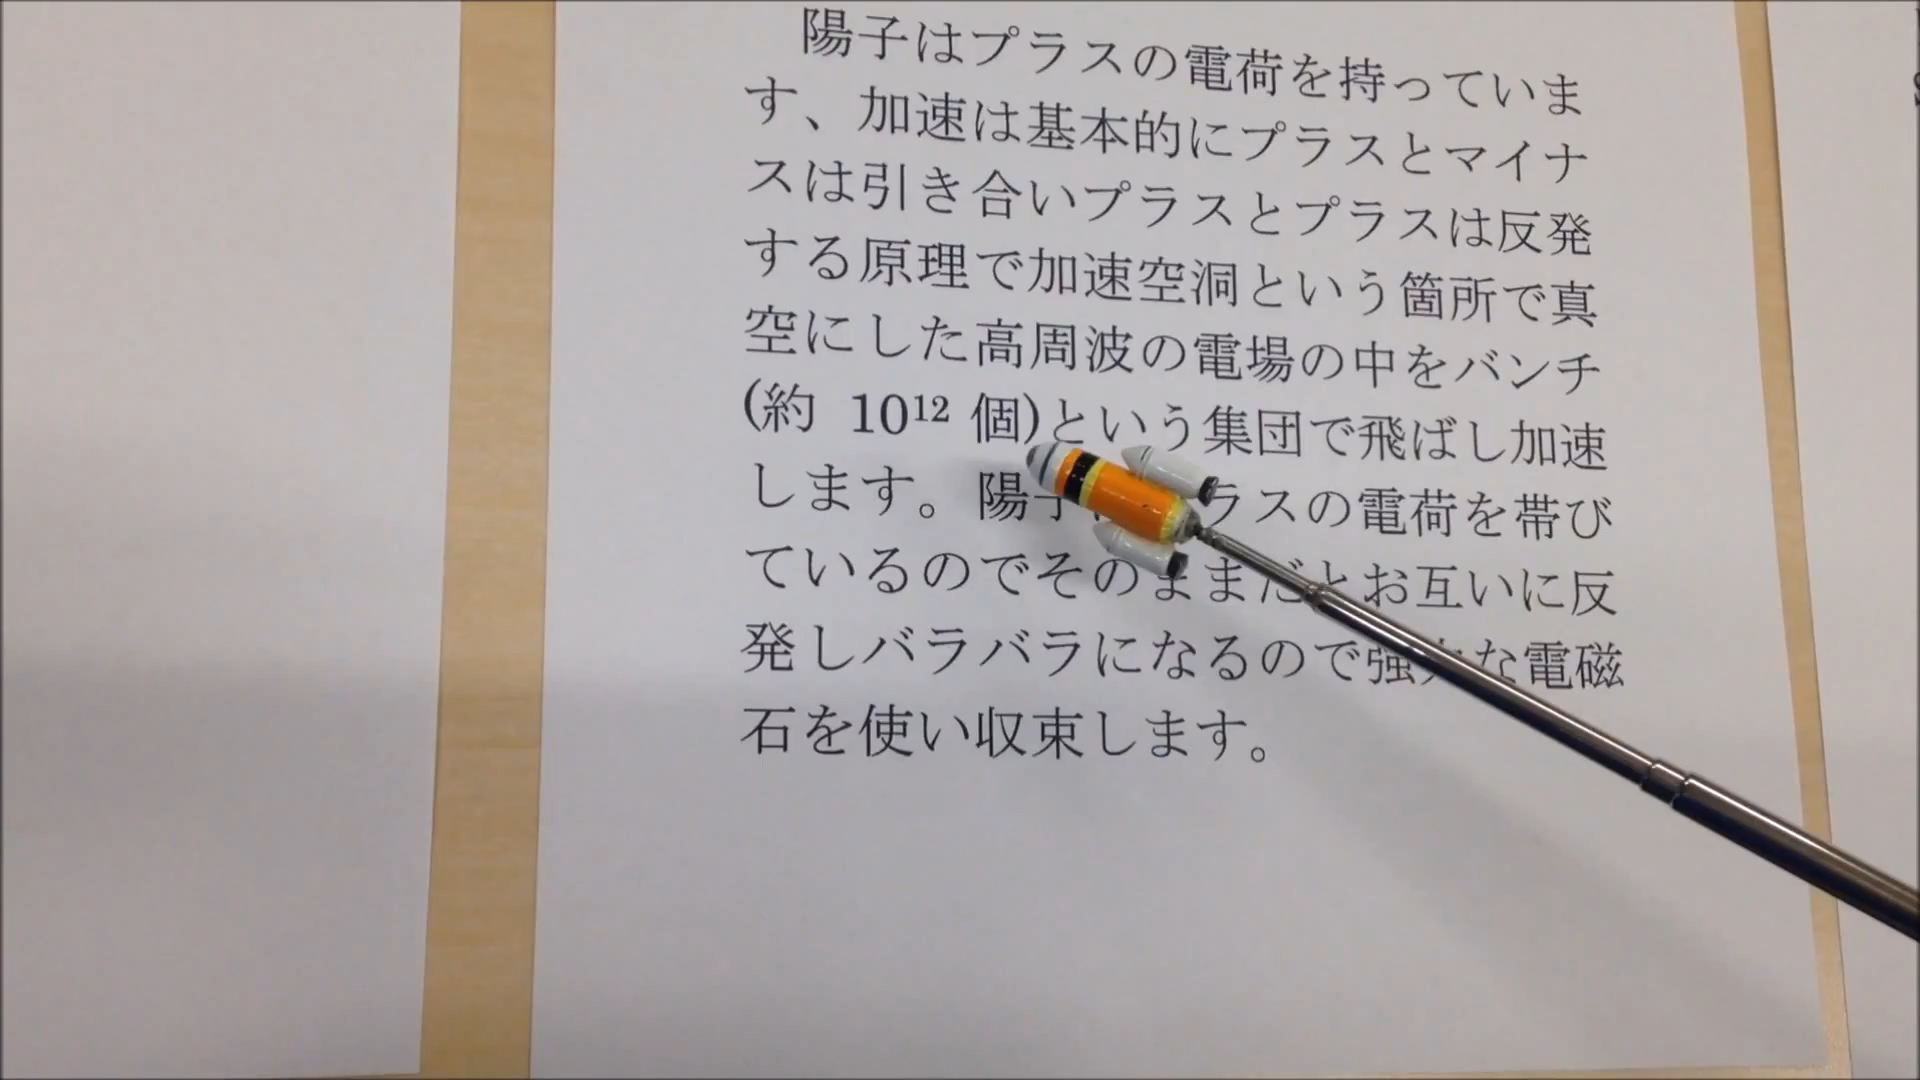 陽子はプラスの電荷を持っていま
す、加速は基本的にプラスとマイナ
スは引き合いプラスとプラスは反発
する原理で加速空洞という箇所で真
空にした高周波の電場の中をバンチ
(約 10¹² 個)という集団で飛ばし加速
します。陽子 ラスの電荷を帯び
ているのでそのままだとお互いに反
発しバラバラになるので強力な電磁
石を使い収束します。